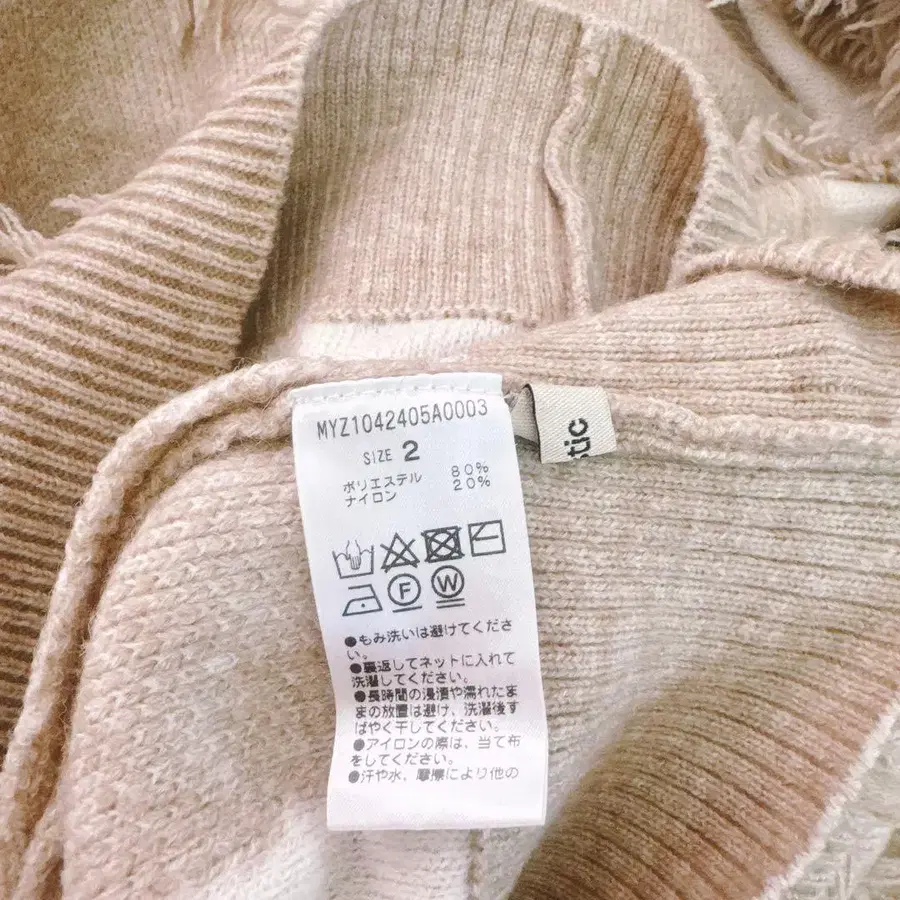 MYZ1042405A0003
SIZE 2
ポリエステル 80%
ナイロン 20%
F W
●もみ洗いは避けてくださ
い。
●裏返してネットに入れて
洗濯してください。
●長時間の浸漬や濡れたま
まの放置は避け、洗濯後す
ばやく干してください。
●アイロンの際は、当て布
をしてください。
●汗や水、摩擦により他の
tic